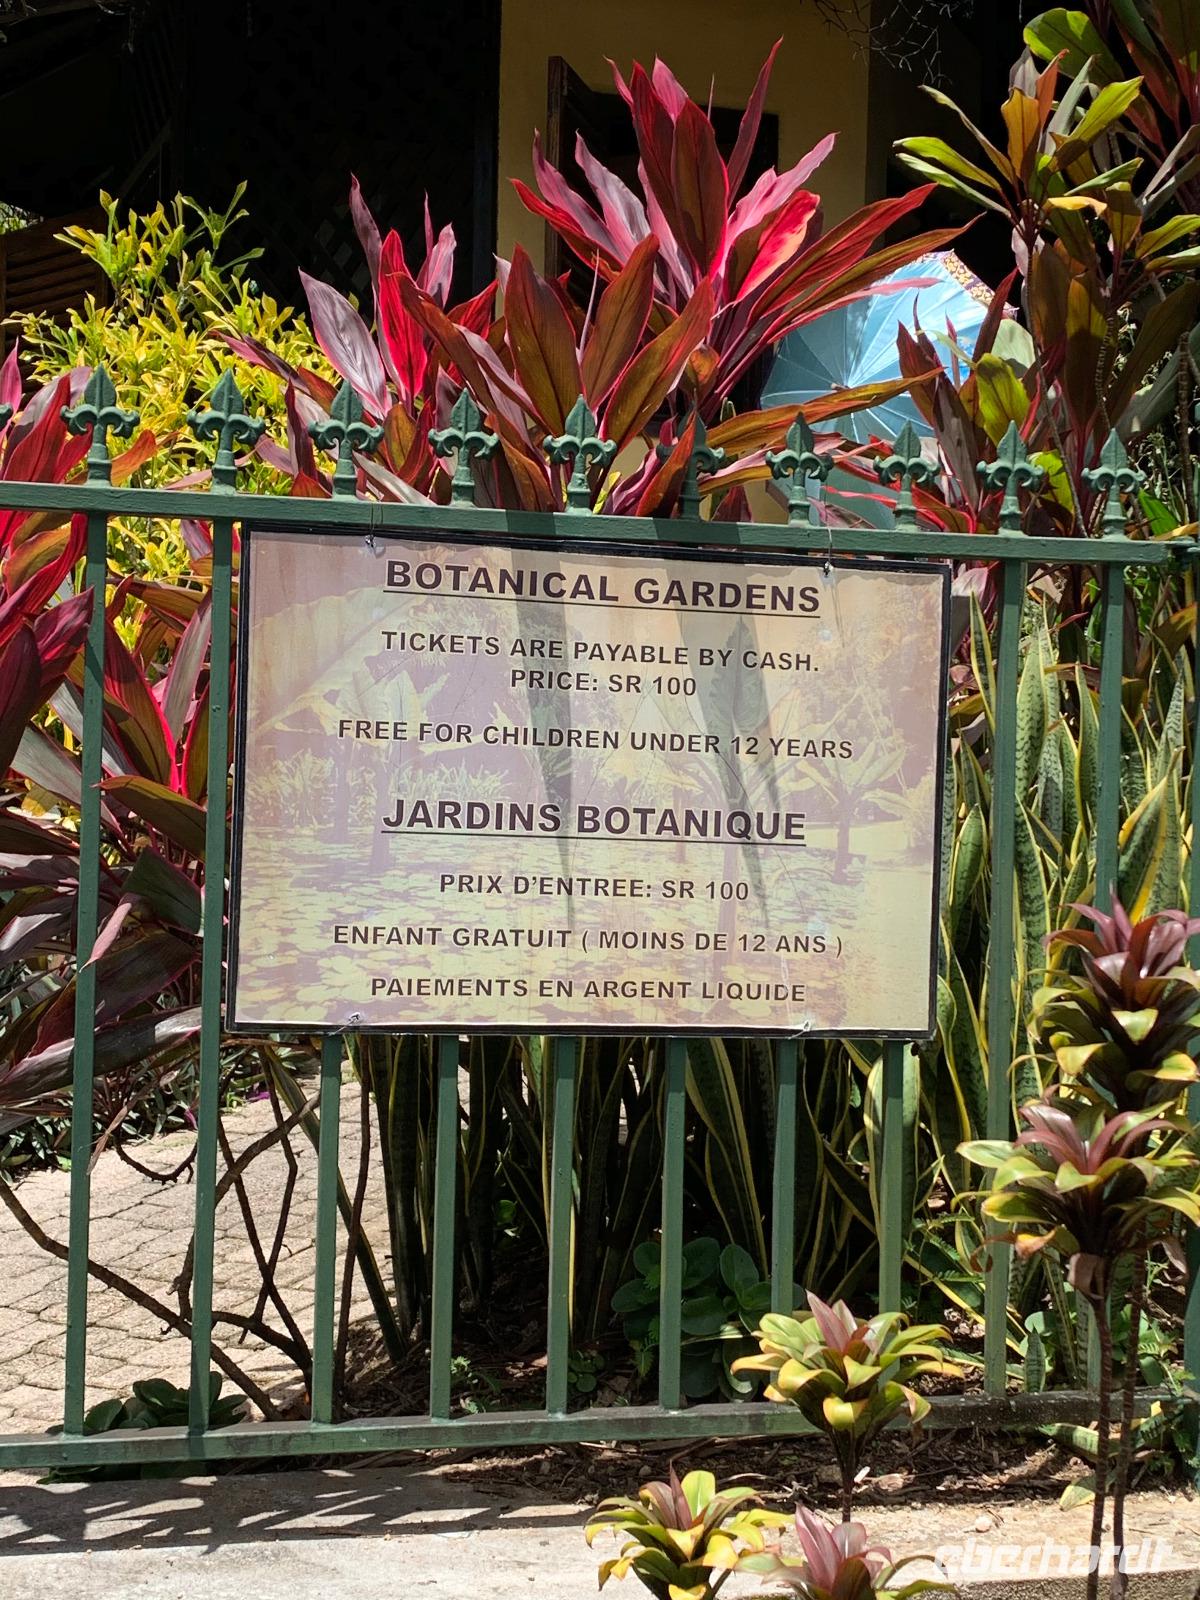 BOTANICAL GARDENS
TICKETS ARE PAYABLE BY CASH.
PRICE: SR 100
FREE FOR CHILDREN UNDER 12 YEARS
JARDINS BOTANIQUE
PRIX D'ENTREE: SR 100
ENFANT GRATUIT ( MOINS DE 12 ANS )
PAIEMENTS EN ARGENT LIQUIDE
eberhardt